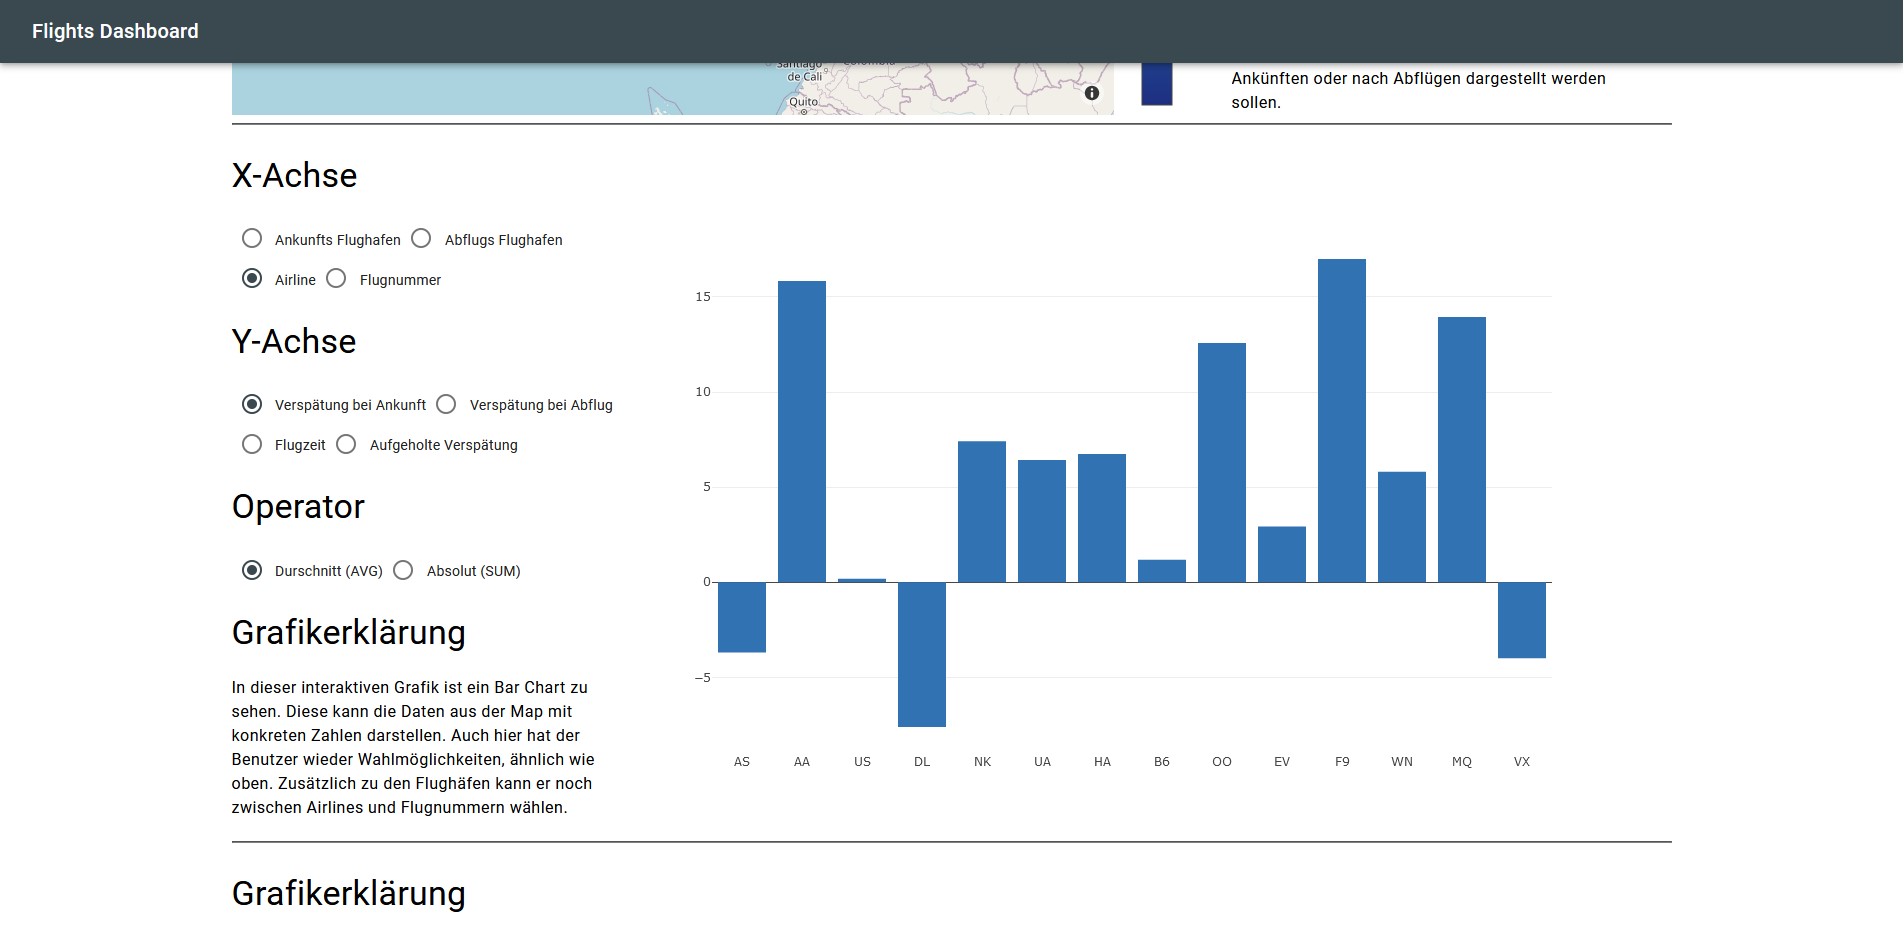 Flights Dashboard
Santiago
de Cali
Colombia
Quito
Ankünften oder nach Abflügen dargestellt werden
sollen.
X-Achse
Ankunfts Flughafen Abflugs Flughafen
Airline Flugnummer
Y-Achse
Verspätung bei Ankunft Verspätung bei Abflug
Flugzeit Aufgeholte Verspätung
Operator
Durschnitt (AVG) Absolut (SUM)
Grafikerklärung
In dieser interaktiven Grafik ist ein Bar Chart zu
sehen. Diese kann die Daten aus der Map mit
konkreten Zahlen darstellen. Auch hier hat der
Benutzer wieder Wahlmöglichkeiten, ähnlich wie
oben. Zusätzlich zu den Flughäfen kann er noch
zwischen Airlines und Flugnummern wählen.
15
10
5
0
−5
AS AA US DL NK UA HA B6 OO EV F9 WN MQ VX
Grafikerklärung